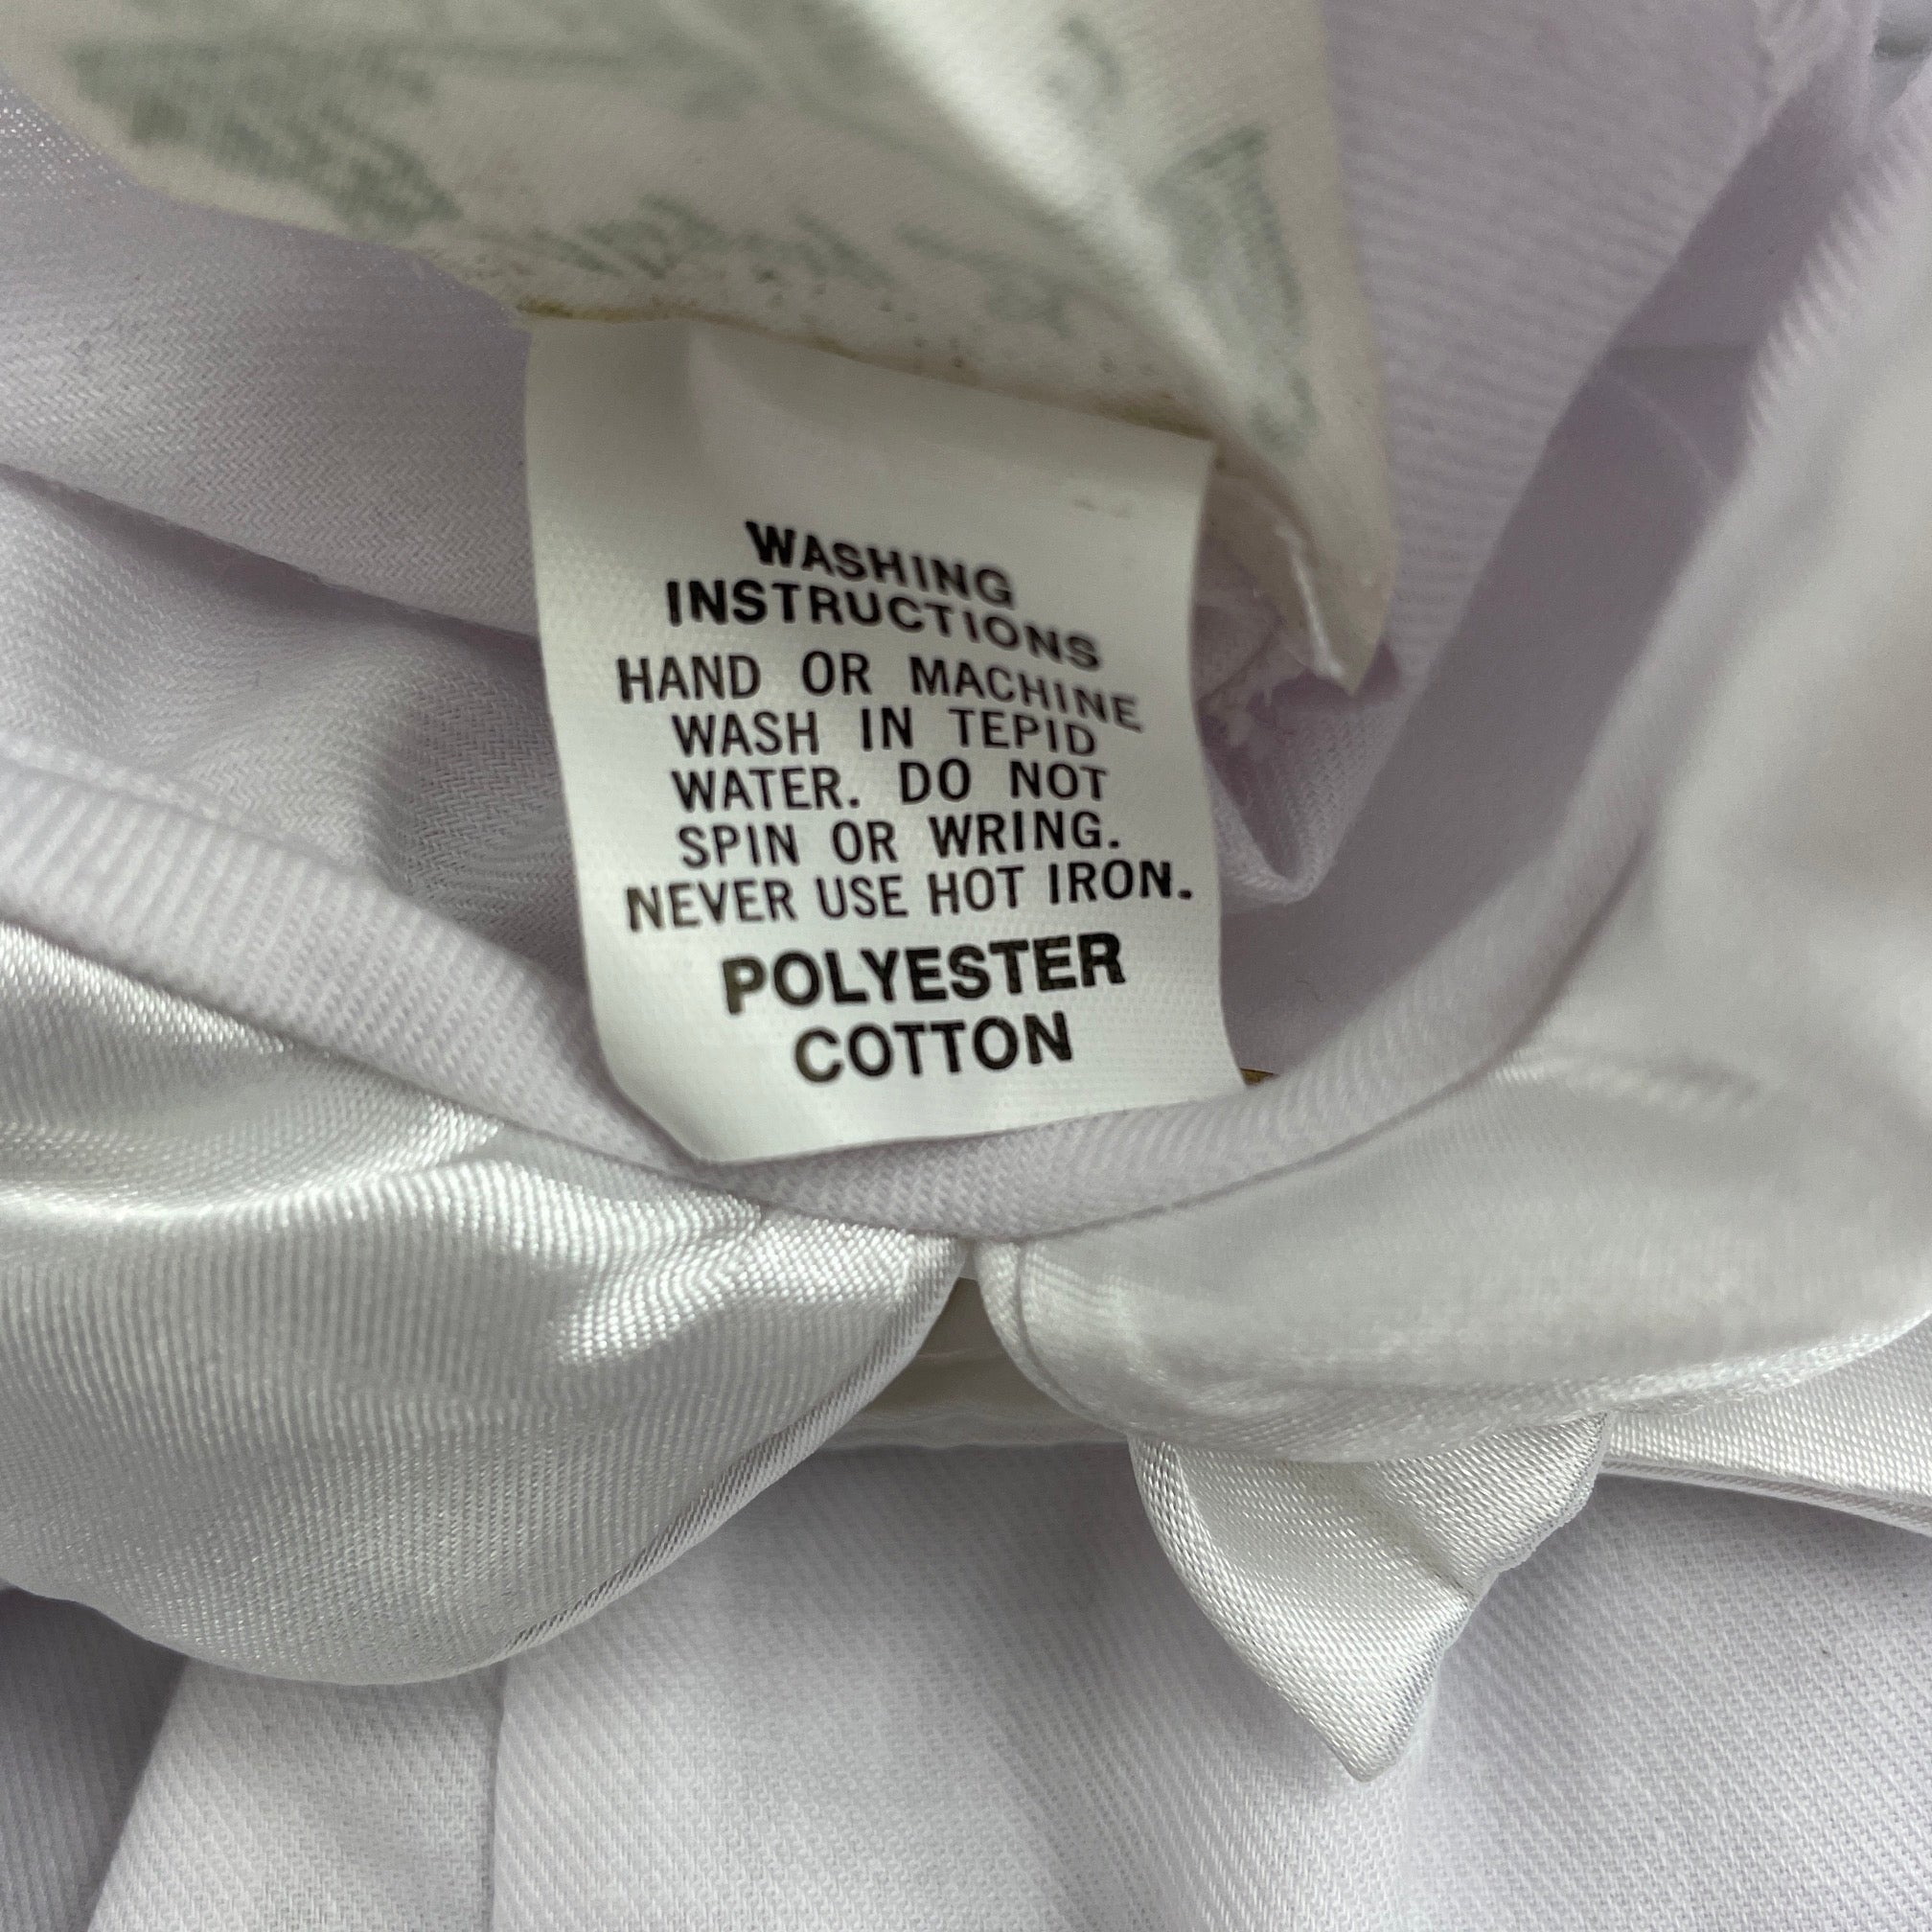 WASHING
INSTRUCTIONS
HAND OR MACHINE
WASH IN TEPID
WATER. DO NOT
SPIN OR WRING.
NEVER USE HOT IRON.
POLYESTER
COTTON